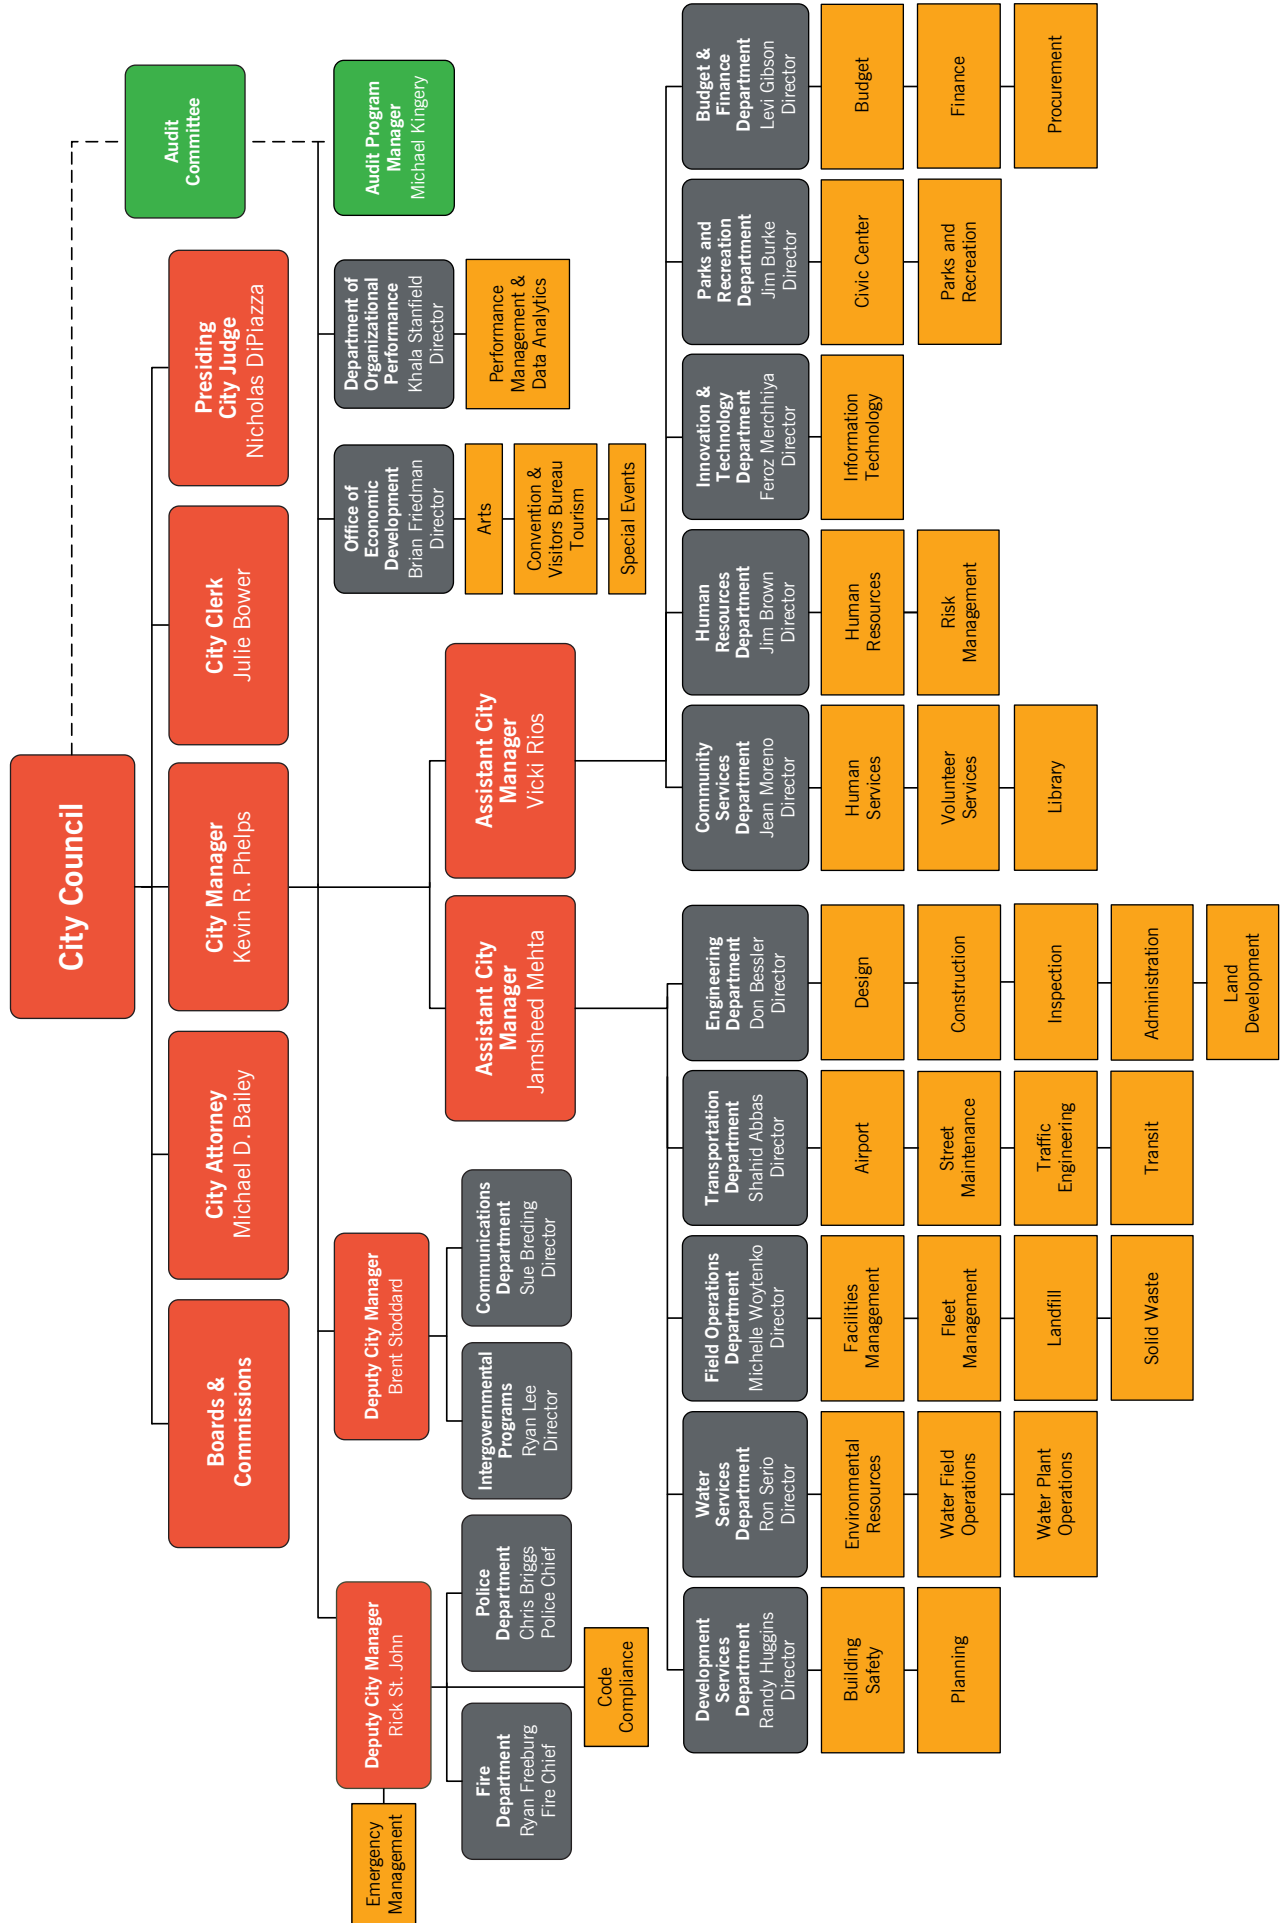 City Council
Audit
Committee
Boards &
Commissions
City Attorney
Michael D. Bailey
City Manager
Kevin R. Phelps
City Clerk
Julie Bower
Presiding
City Judge
Nicholas DiPiazza
Emergency
Management
Deputy City Manager
Rick St. John
Deputy City Manager
Brent Stoddard
Office of
Economic
Development
Brian Friedman
Director
Department of
Organizational
Performance
Khala Stanfield
Director
Audit Program
Manager
Michael Kingery
Fire
Department
Ryan Freeburg
Fire Chief
Police
Department
Chris Briggs
Police Chief
Code
Compliance
Intergovernmental
Programs
Ryan Lee
Director
Communications
Department
Sue Breding
Director
Assistant City
Manager
Jamsheed Mehta
Assistant City
Manager
Vicki Rios
Arts
Convention &
Visitors Bureau
Tourism
Special Events
Performance
Management &
Data Analytics
Development
Services
Department
Randy Huggins
Director
Building
Safety
Planning
Water
Services
Department
Ron Serio
Director
Environmental
Resources
Water Field
Operations
Water Plant
Operations
Field Operations
Department
Michelle Woytenko
Director
Facilities
Management
Fleet
Management
Landfill
Solid Waste
Transportation
Department
Shahid Abbas
Director
Airport
Street
Maintenance
Traffic
Engineering
Transit
Engineering
Department
Don Bessler
Director
Design
Construction
Inspection
Administration
Land
Development
Community
Services
Department
Jean Moreno
Director
Human
Services
Volunteer
Services
Library
Human
Resources
Department
Jim Brown
Director
Human
Resources
Risk
Management
Innovation &
Technology
Department
Feroz Merchhiya
Director
Information
Technology
Parks and
Recreation
Department
Jim Burke
Director
Civic Center
Parks and
Recreation
Budget &
Finance
Department
Levi Gibson
Director
Budget
Finance
Procurement